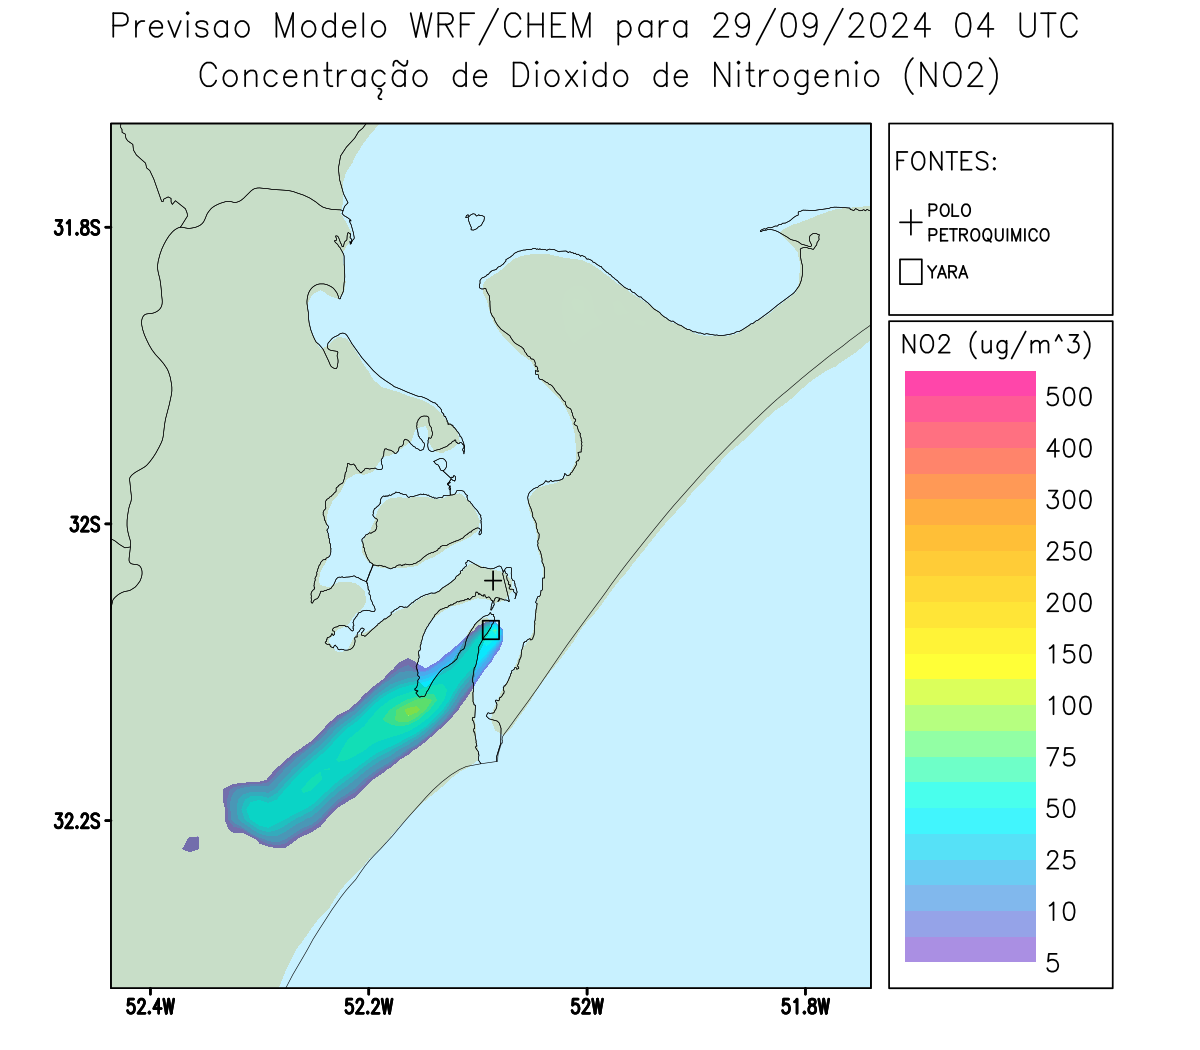 Previsao Modelo WRF/CHEM para 29/09/2024 04 UTC
Concentração de Dioxido de Nitrogenio (NO2)
FONTES:
POLO
PETROQUIMICO
YARA
NO2 (ug/m^3)
500
400
300
250
200
150
100
75
50
25
10
5
31.8S
32S
32.2S
52.4W
52.2W
52W
51.8W